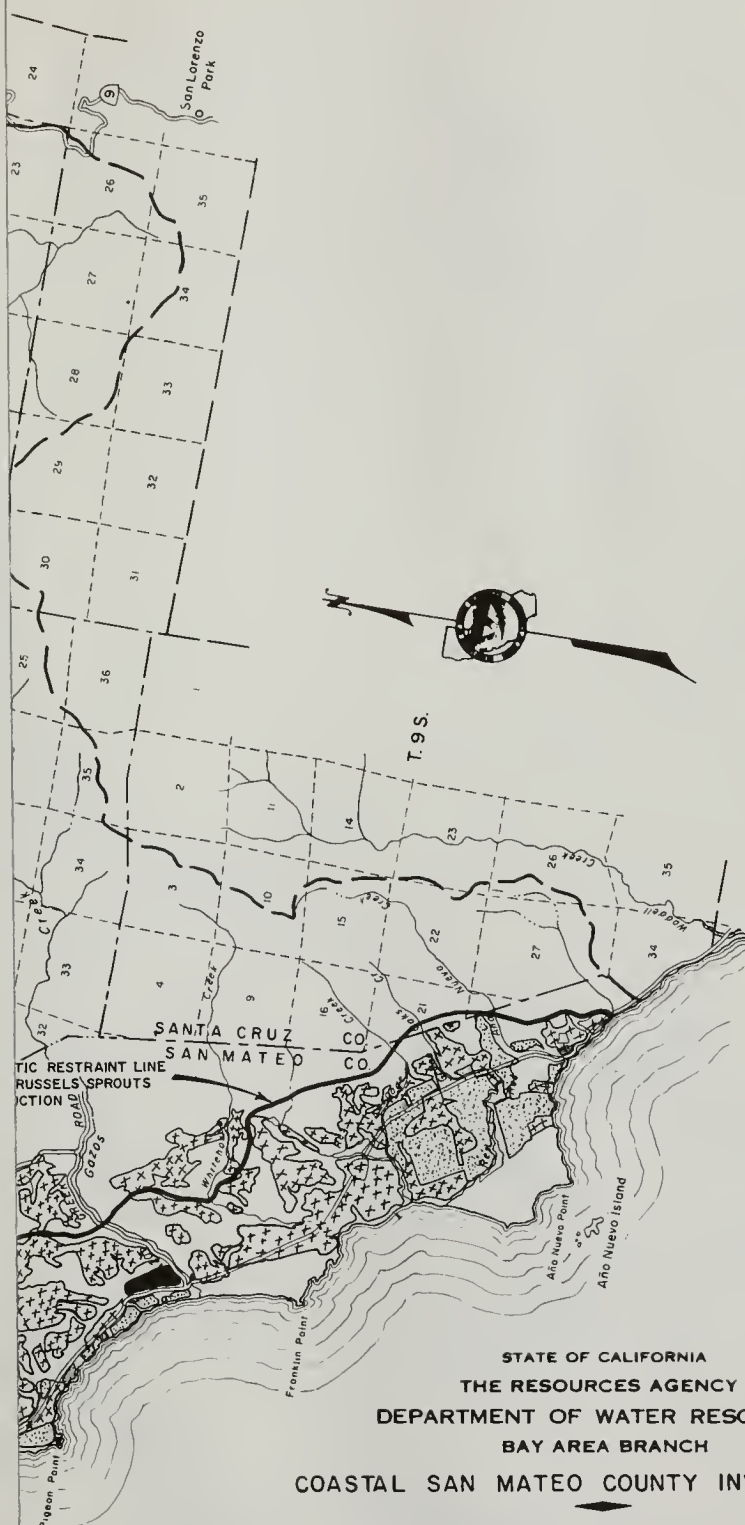 24
9
San Lorenzo
Park
23
26
35
27
34
28
33
29
32
30
31
25
36
1
N
T. 9 S.
35
2
11
14
23
26
Creek
35
Waddell
34
3
10
15
Creek
22
27
34
Nuevo
Creek
33
4
Creek
9
16
Creek
21
32
SANTA CRUZ CO
SAN MATEO CO
TIC RESTRAINT LINE
RUSSELS SPROUTS
CTION
ROAD
GAZOS
Whitehouse
Año Nuevo Point
Año Nuevo Island
Franklin Point
Pigeon Point
STATE OF CALIFORNIA
THE RESOURCES AGENCY
DEPARTMENT OF WATER RESO
BAY AREA BRANCH
COASTAL SAN MATEO COUNTY IN